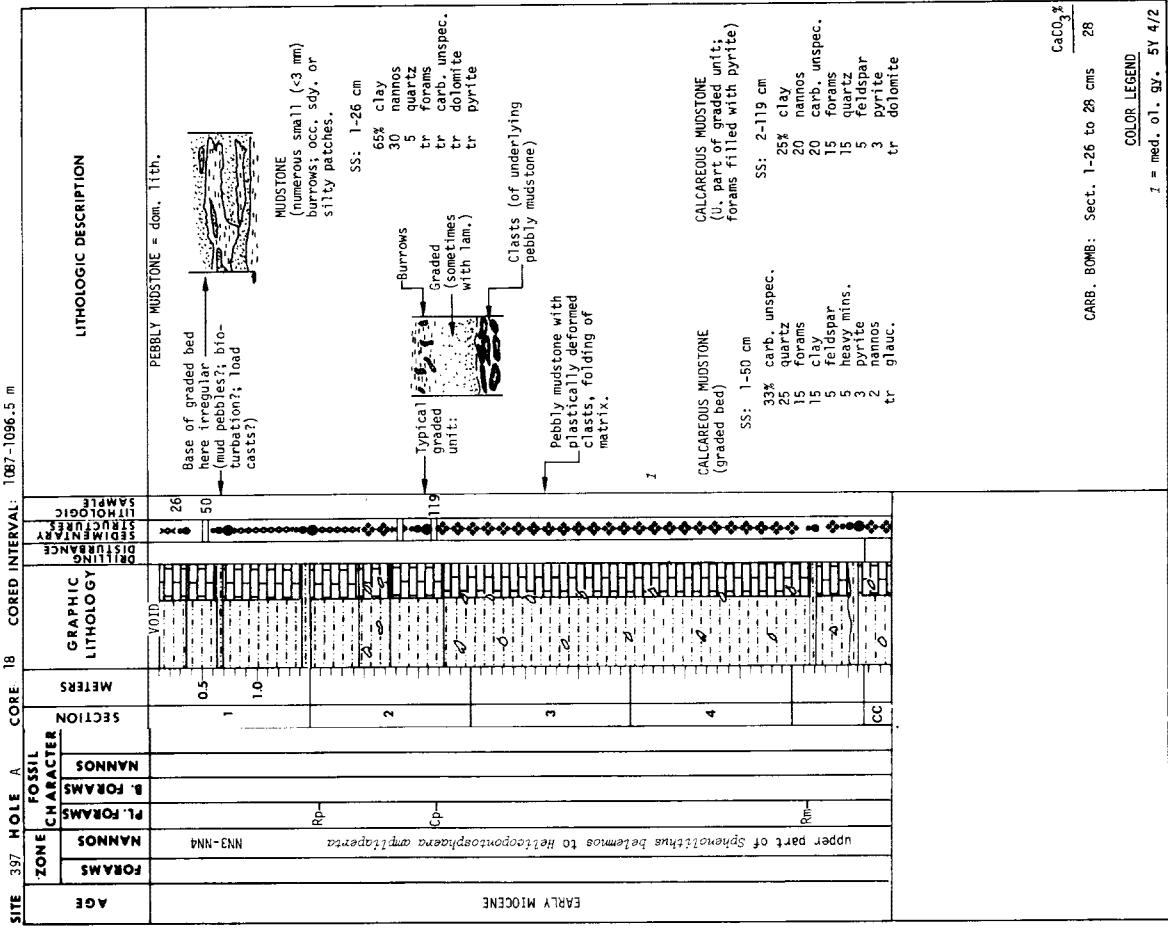 SITE 397 HOLE A CORE 18 CORED INTERVAL: 1087-1096.5 m
AGE
ZONE
FORAMS
NANNOS
FOSSIL
CHARACTER
PL. FORAMS
B. FORAMS
NANNOS
SECTION
METERS
GRAPHIC
LITHOLOGY
DRILLING
DISTURBANCE
SEDIMENTARY
STRUCTURES
LITHOLOGIC
SAMPLE
LITHOLOGIC DESCRIPTION
EARLY MIOCENE
NN3-NN4
upper part of Sphenolithus belemnos to Helicopontosphaera ampliaperta
Rp-
Cp-
Rm-
1
2
3
4
CC
0.5
1.0
VOID
26
50
119
PEBBLY MUDSTONE = dom. lith.
Base of graded bed
here irregular
(mud pebbles?; bio-
turbation?; load
casts?)
MUDSTONE
(numerous small (<3 mm)
burrows; occ. sdy. or
silty patches.
SS: 1-26 cm
65% clay
30 nannos
5 quartz
tr forams
tr carb. unspec.
tr dolomite
tr pyrite
Typical
graded
unit:
Burrows
Graded
(sometimes
with lam.)
Clasts (of underlying
pebbly mudstone)
Pebbly mudstone with
plastically deformed
clasts, folding of
matrix.
1
CALCAREOUS MUDSTONE
(graded bed)
SS: 1-50 cm
33% carb. unspec.
25 quartz
15 forams
15 clay
5 feldspar
5 heavy mins.
3 pyrite
2 nannos
tr glauc.
CALCAREOUS MUDSTONE
(U. part of graded unit;
forams filled with pyrite)
SS: 2-119 cm
25% clay
20 nannos
20 carb. unspec.
15 forams
15 quartz
5 feldspar
3 pyrite
tr dolomite
CaCO3%
CARB. BOMB: Sect. 1-26 to 28 cms 28
COLOR LEGEND
1 = med. ol. gy. 5Y 4/2